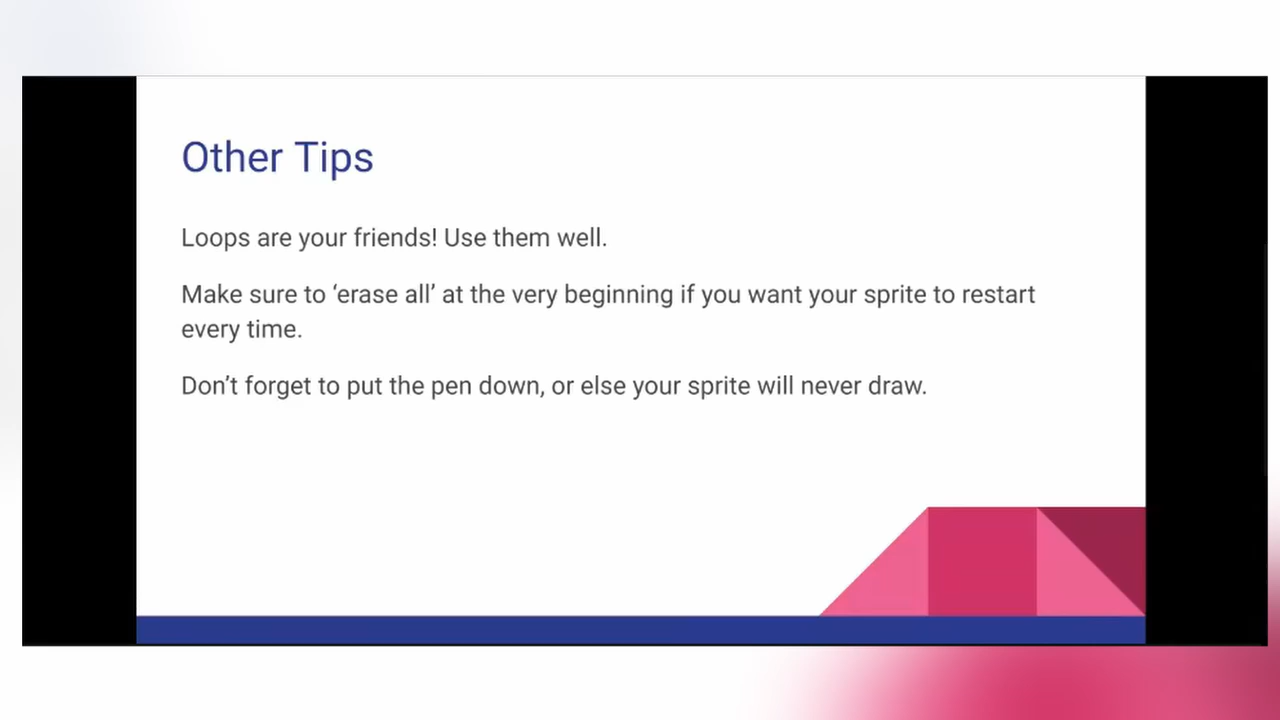 Other Tips
Loops are your friends! Use them well.
Make sure to ‘erase all’ at the very beginning if you want your sprite to restart
every time.
Don’t forget to put the pen down, or else your sprite will never draw.